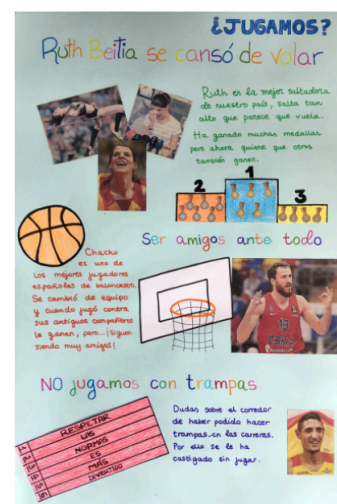 ¿JUGAMOS?
Ruth Beitia se cansó de volar
Ruth es la mejor saltadora
de nuestro país, salta tan
alto que parece que vuela.
Ha ganado muchas medallas
pero ahora quiere que otros
también ganen.
2 1 3
Ser amigos ante todo
Chacho
es uno de
los mejores jugadores
españoles de baloncesto.
Se cambió de equipo
y cuando jugó contra
sus antiguos compañeros
le ganan, pero...¡Siguen
siendo muy amigos!
13
NO jugamos con trampas
RESPETAR
LAS
NORMAS
ES
MÁS
DIVERTIDO
Dudas sobre el corredor
de haber podido hacer
trampas en las carreras.
Por ello se le ha
castigado sin jugar.